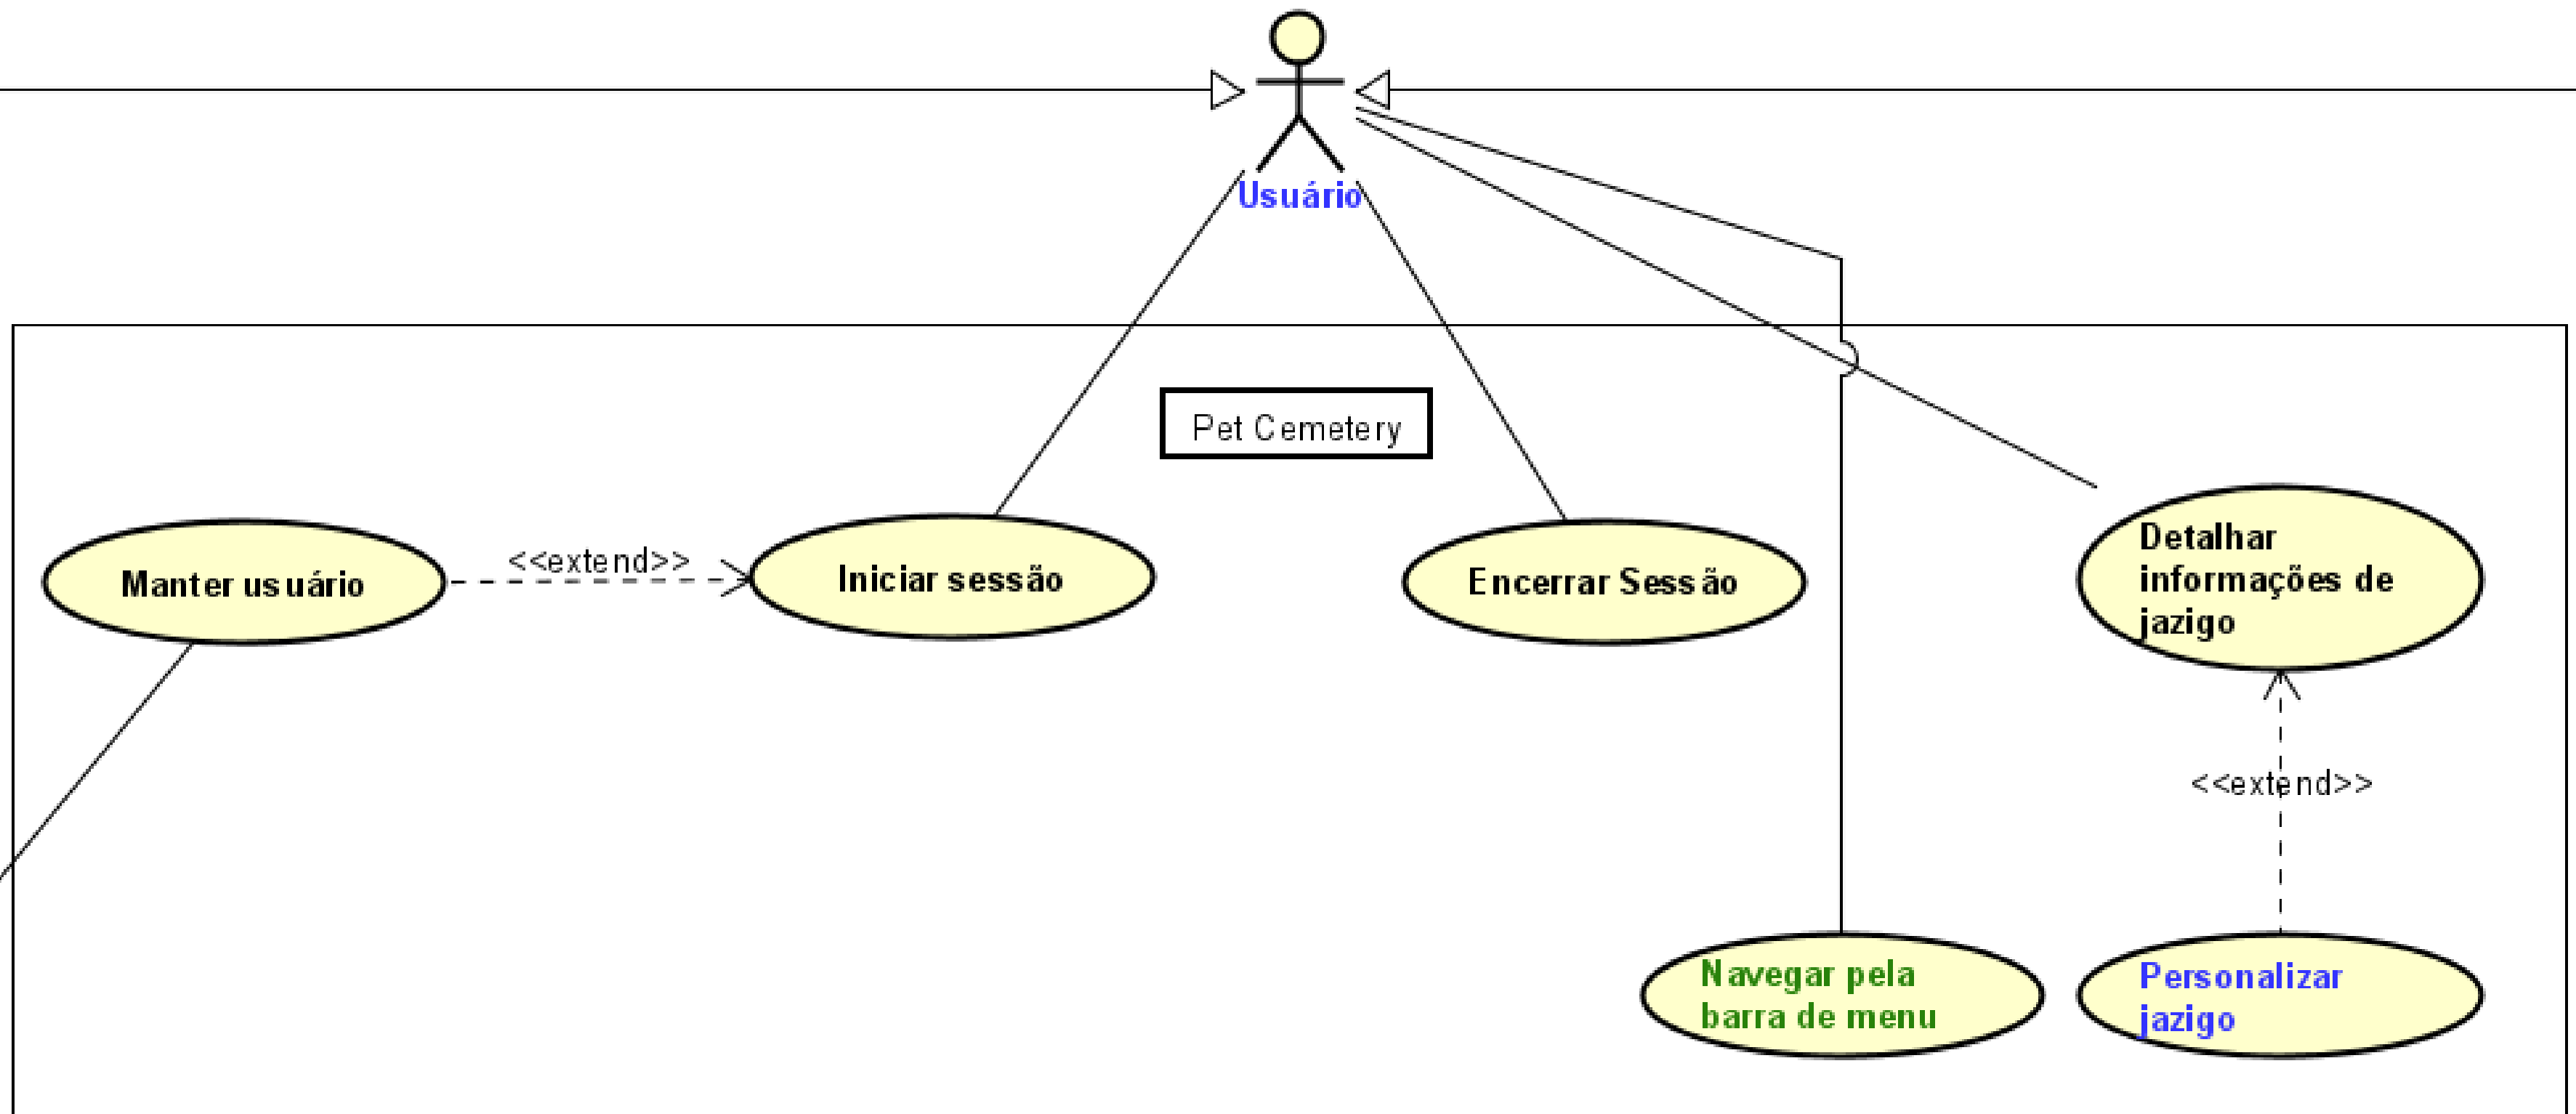 Usuário
Pet Cemetery
Manter usuário
<<extend>>
Iniciar sessão
Encerrar Sessão
Detalhar
informações de
jazigo
<<extend>>
Navegar pela
barra de menu
Personalizar
jazigo